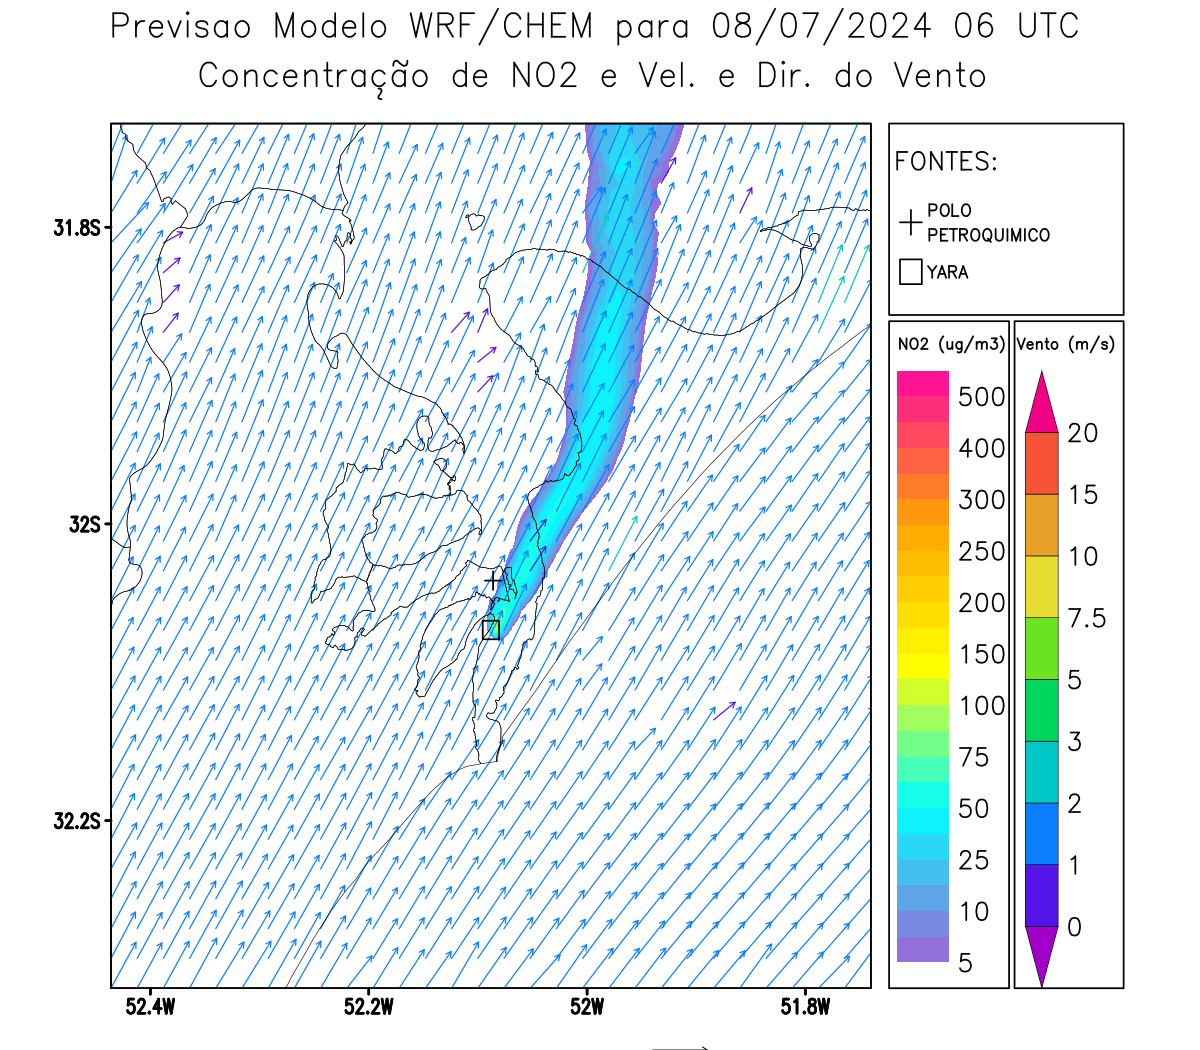 Previsao Modelo WRF/CHEM para 08/07/2024 06 UTC
Concentração de NO2 e Vel. e Dir. do Vento
FONTES:
POLO
PETROQUIMICO
YARA
31.8S
32S
32.2S
52.4W
52.2W
52W
51.8W
NO2 (ug/m3)
500
400
300
250
200
150
100
75
50
25
10
5
Vento (m/s)
20
15
10
7.5
5
3
2
1
0